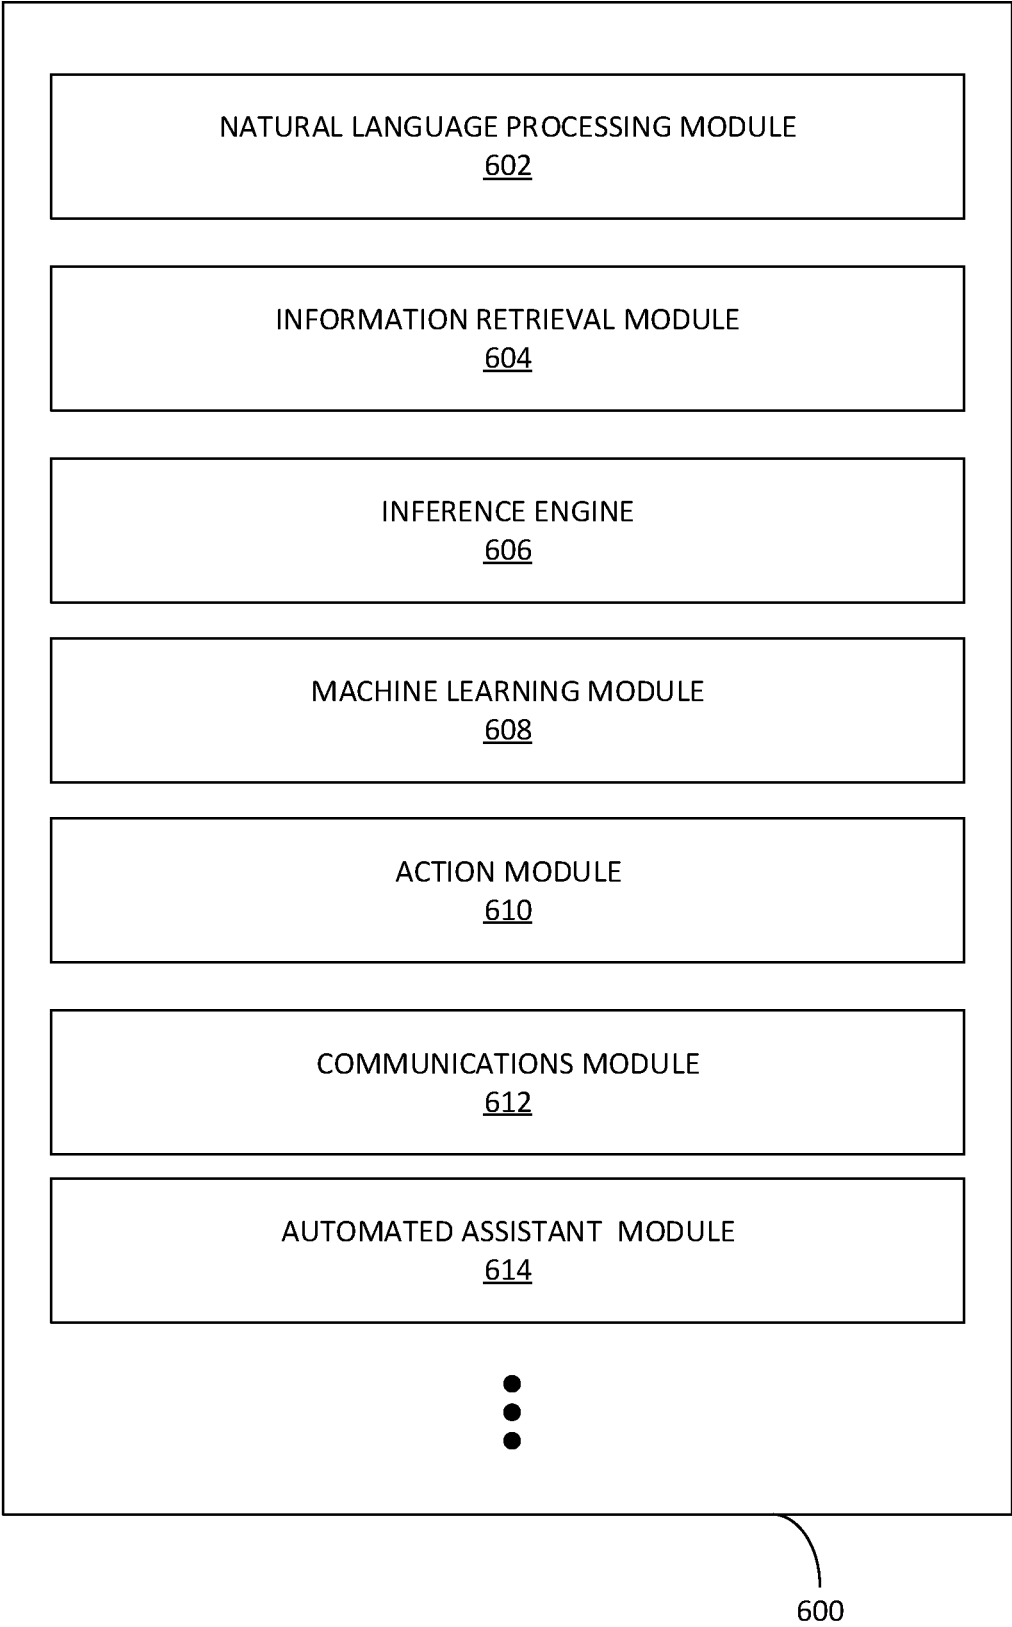 NATURAL LANGUAGE PROCESSING MODULE
602
INFORMATION RETRIEVAL MODULE
604
INFERENCE ENGINE
606
MACHINE LEARNING MODULE
608
ACTION MODULE
610
COMMUNICATIONS MODULE
612
AUTOMATED ASSISTANT  MODULE
614
600